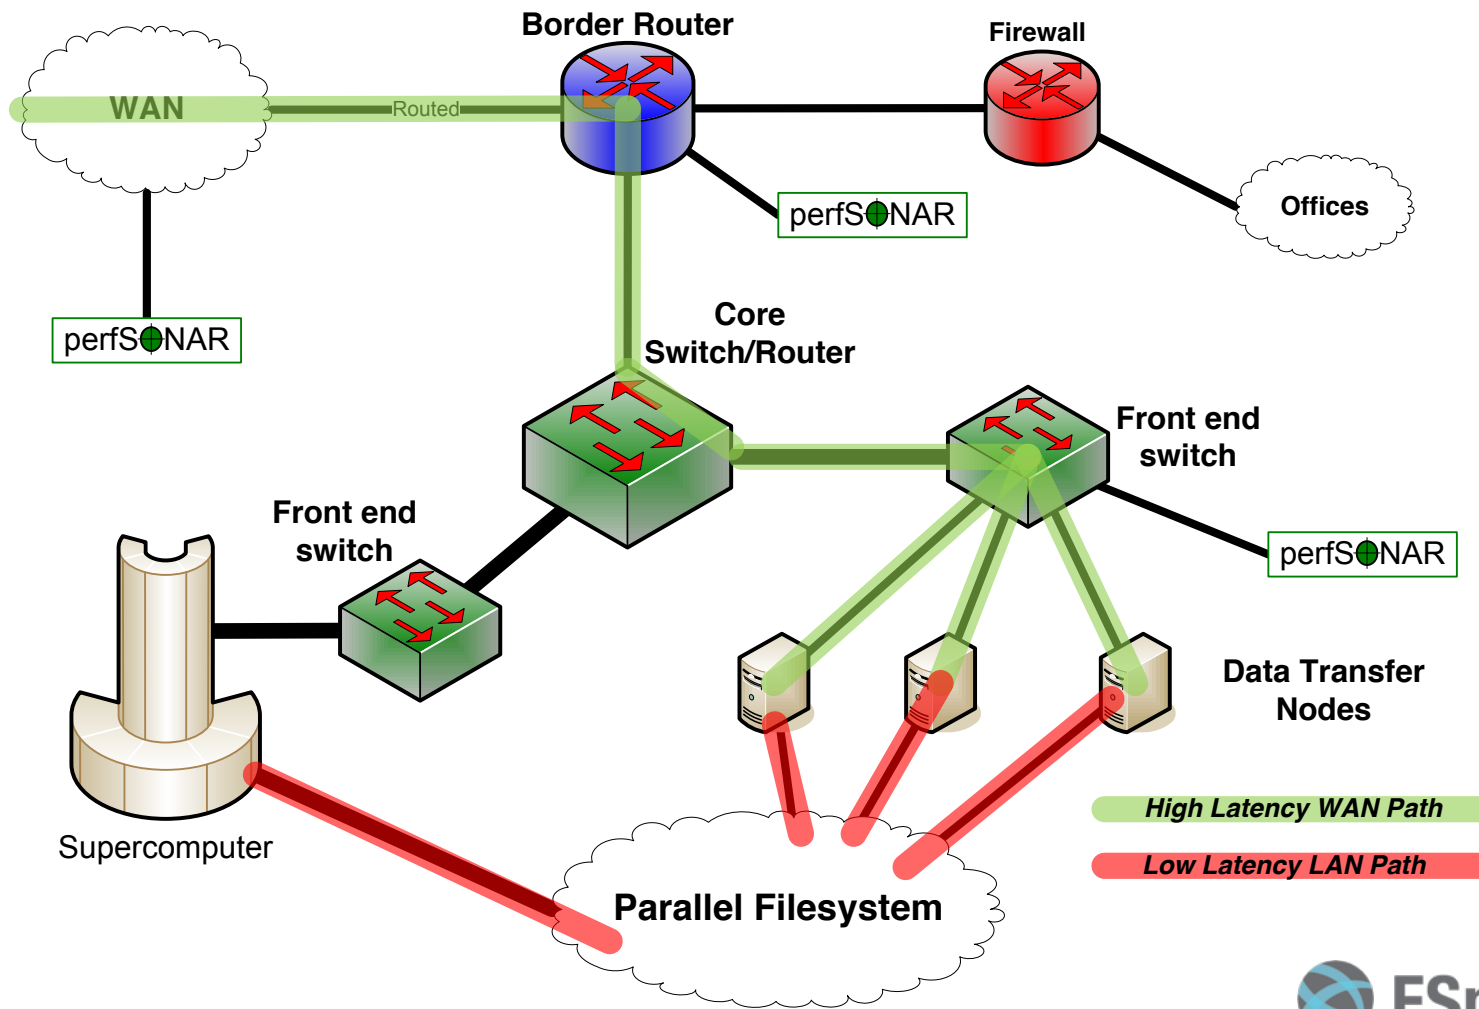 Border Router
Firewall
WAN
Routed
perfSONAR
Offices
perfSONAR
Core
Switch/Router
Front end
switch
Front end
switch
perfSONAR
Data Transfer
Nodes
High Latency WAN Path
Supercomputer
Low Latency LAN Path
Parallel Filesystem